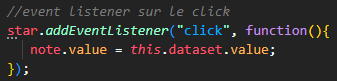 //event listener sur le click
star.addEventListener("click", function(){
    note.value = this.dataset.value;
});